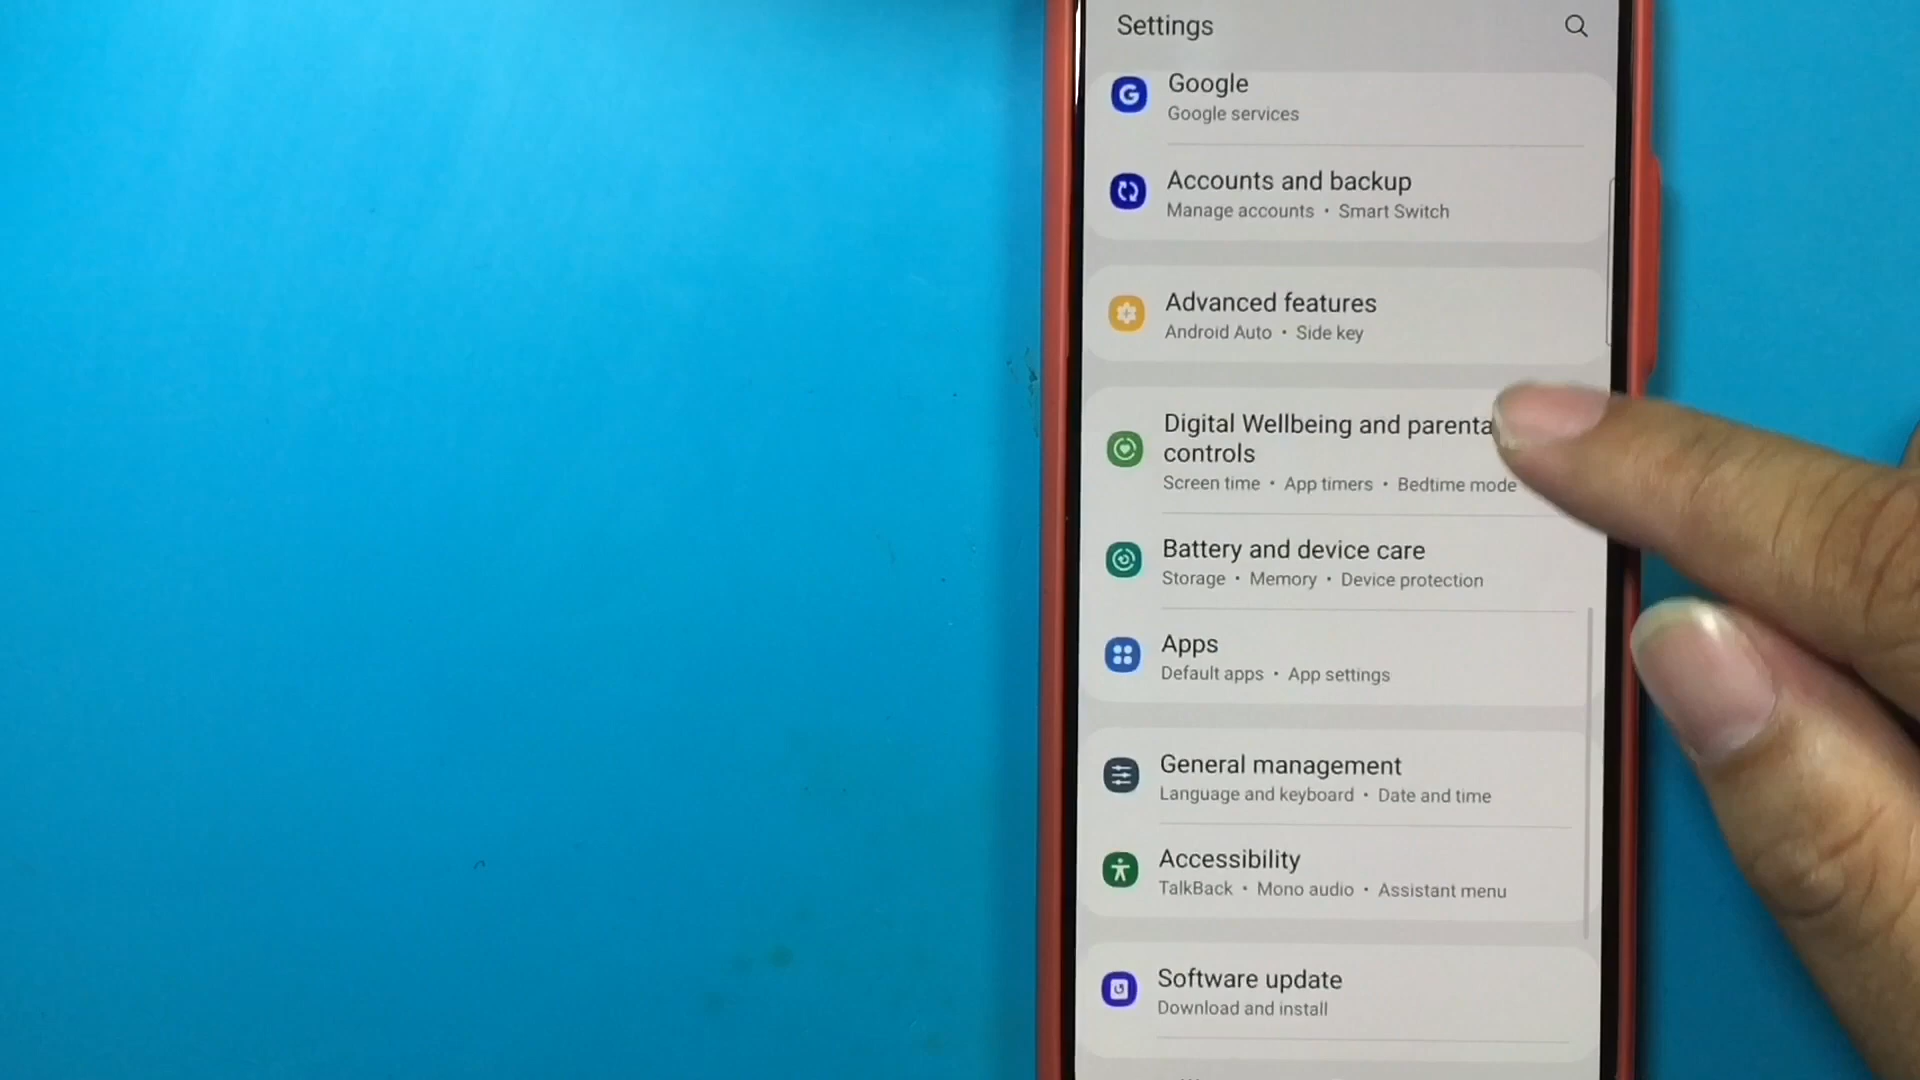 Settings
Google
Google services
Accounts and backup
Manage accounts • Smart Switch
Advanced features
Android Auto • Side key
Digital Wellbeing and parenta
controls
Screen time • App timers • Bedtime mode
Battery and device care
Storage • Memory • Device protection
Apps
Default apps • App settings
General management
Language and keyboard • Date and time
Accessibility
TalkBack • Mono audio • Assistant menu
Software update
Download and install